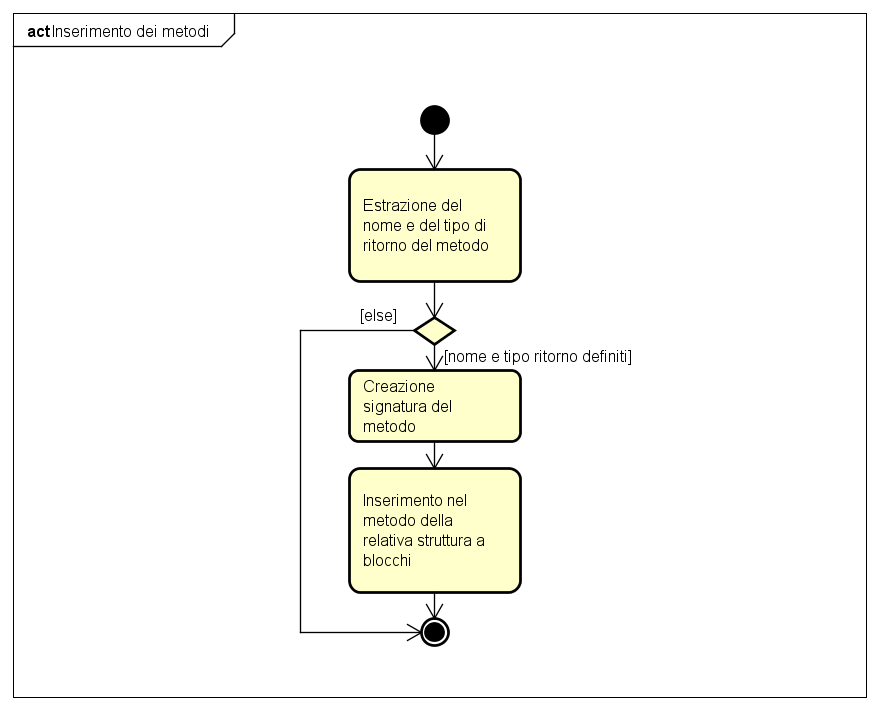 act Inserimento dei metodi
Estrazione del
nome e del tipo di
ritorno del metodo
[else]
[nome e tipo ritorno definiti]
Creazione
signatura del
metodo
Inserimento nel
metodo della
relativa struttura a
blocchi